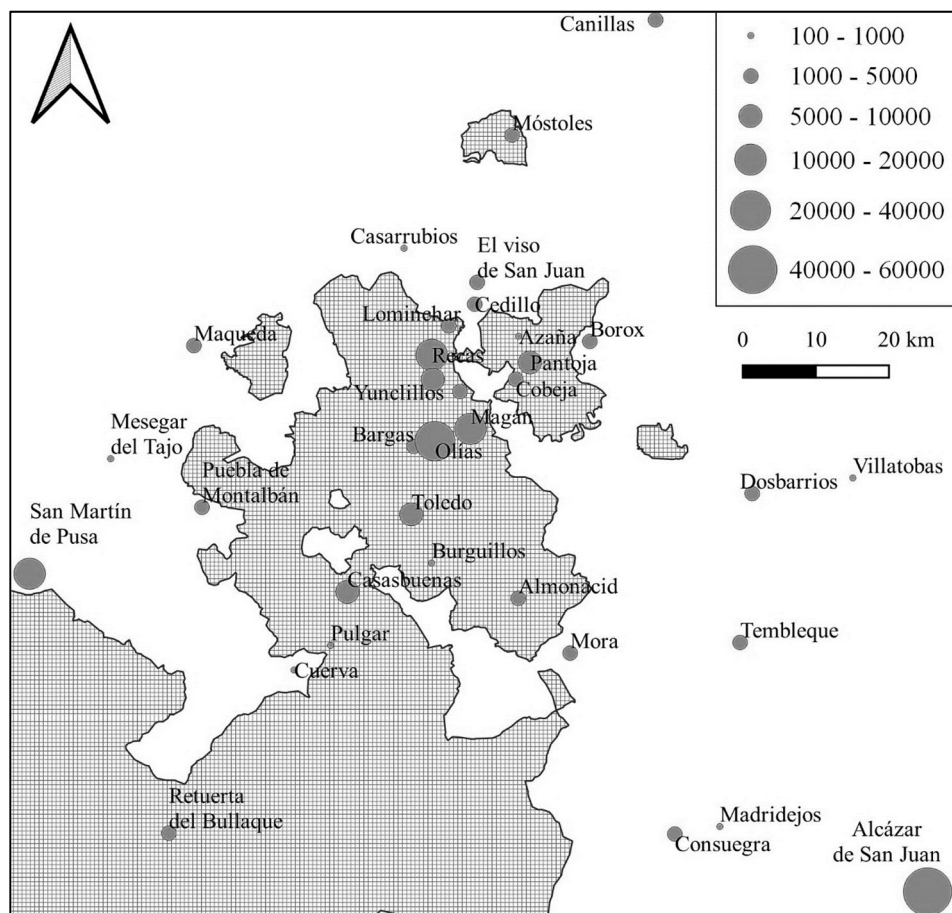 Canillas
100 - 1000
1000 - 5000
5000 - 10000
10000 - 20000
20000 - 40000
40000 - 60000
0 10 20 km
Móstoles
Casarrubios
El viso
de San Juan
Cedillo
Lominchar
Azaña
Borox
Maqueda
Recas
Pantoja
Cobeja
Yunclillos
Magán
Mesegar
del Tajo
Bargas
Olías
Puebla de
Montalbán
Villatobas
Dosbarrios
San Martín
de Pusa
Toledo
Burguillos
Casasbuenas
Almonacid
Pulgar
Mora
Tembleque
Cuerva
Retuerta
del Bullaque
Madridejos
Consuegra
Alcázar
de San Juan